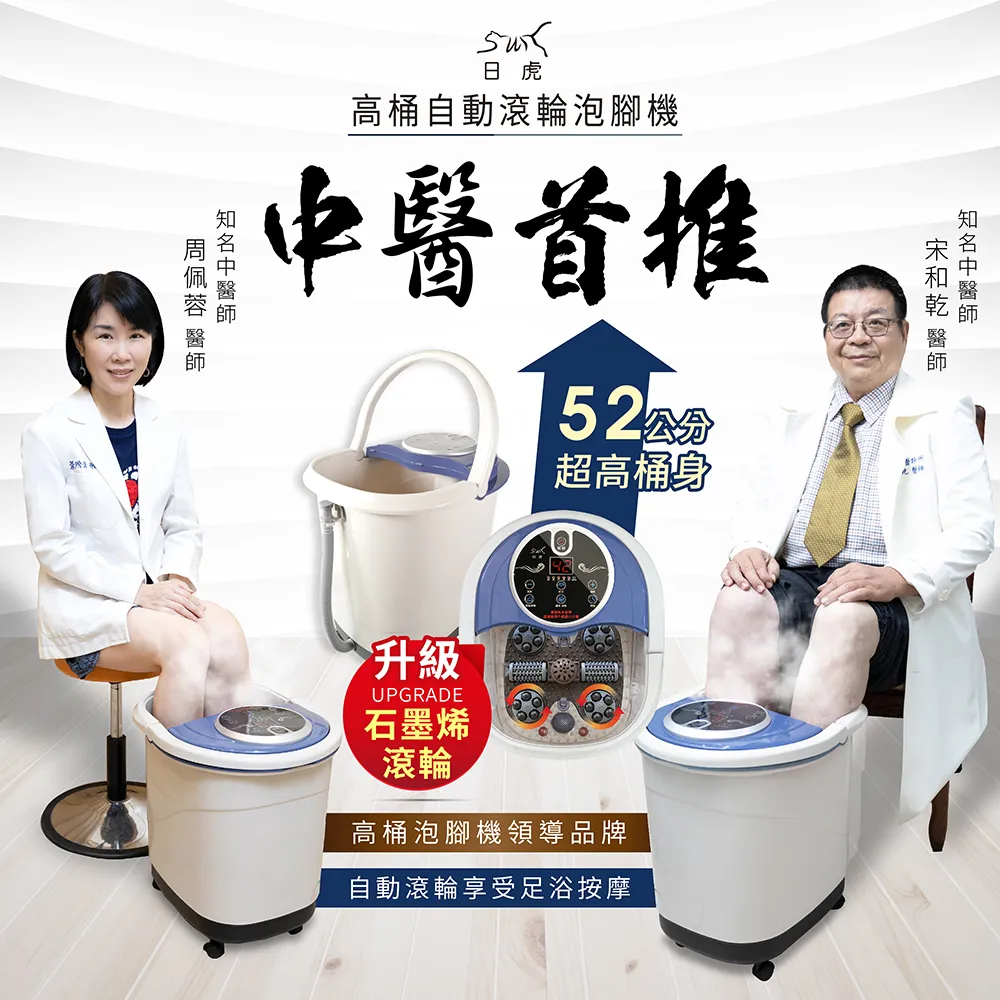 日虎
高桶自動滾輪泡腳機
中醫首推
知名中醫師
周佩蓉 醫師
知名中醫師
宋和乾 醫師
52公分
超高桶身
日虎
42
升級
UPGRADE
石墨烯
滾輪
高桶泡腳機領導品牌
自動滾輪享受足浴按摩